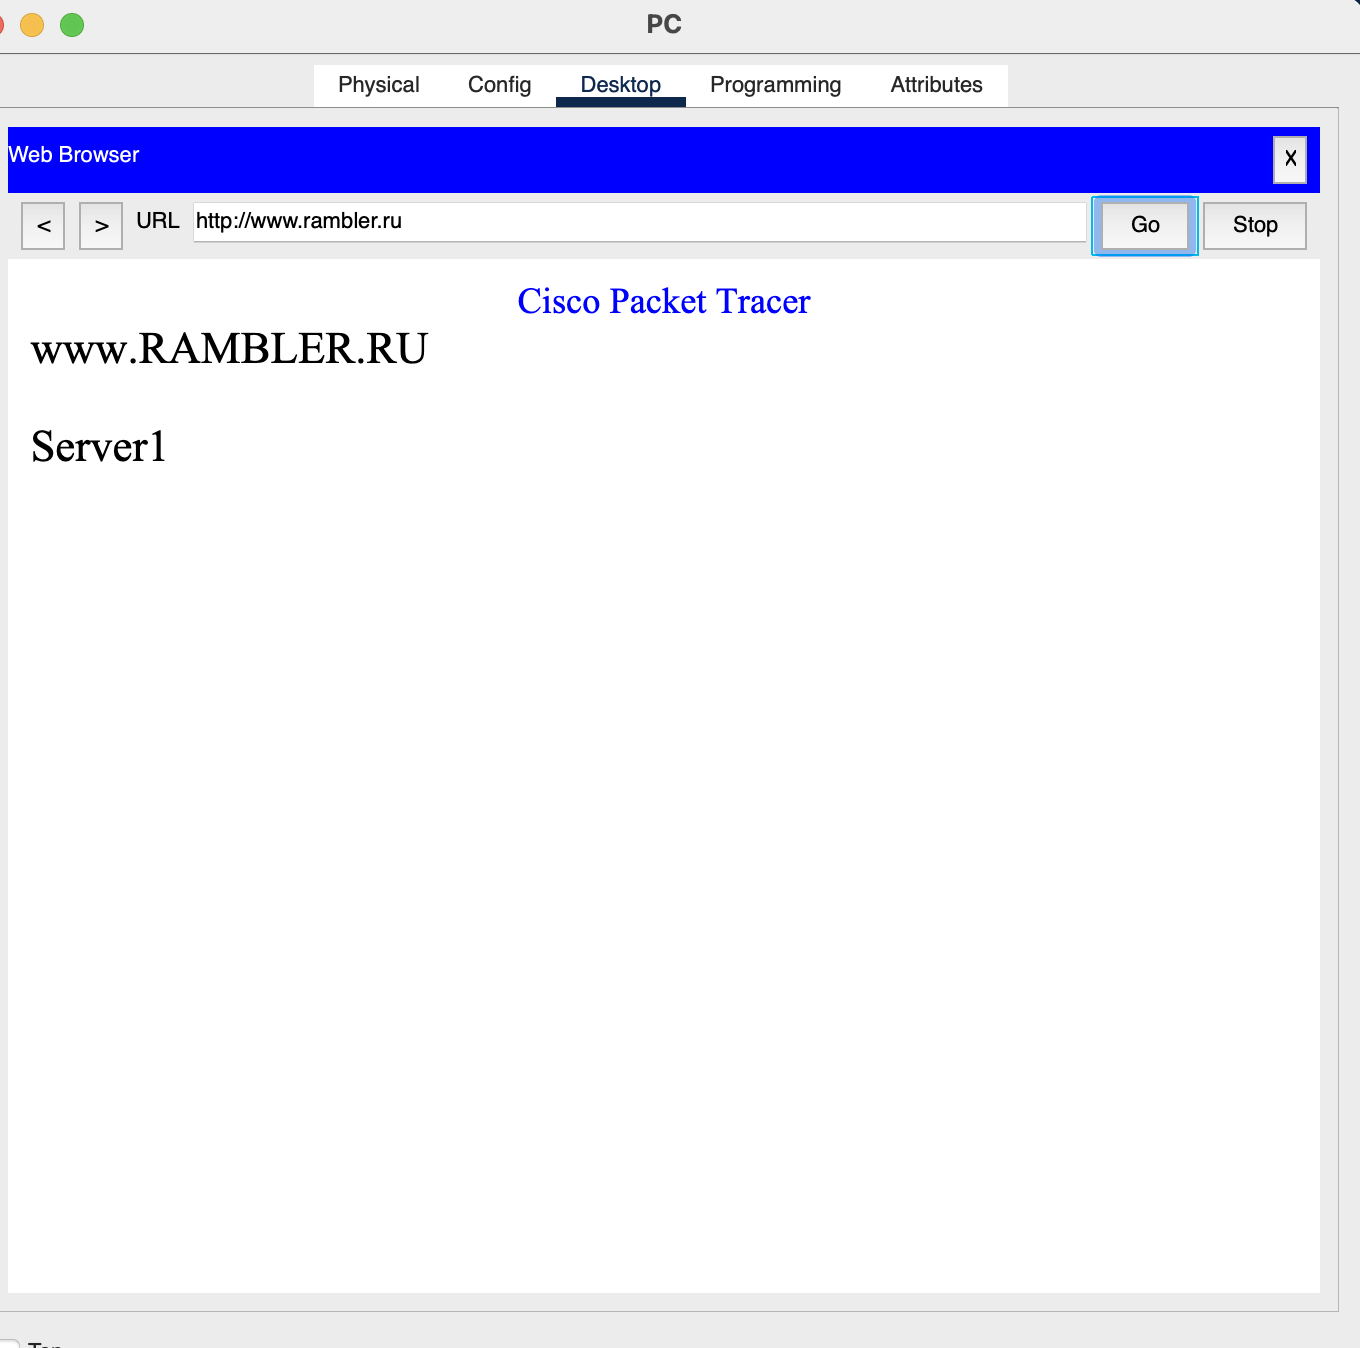 PC
Physical Config Desktop Programming Attributes
Web Browser
X
< > URL http://www.rambler.ru Go Stop
Cisco Packet Tracer
www.RAMBLER.RU
Server1